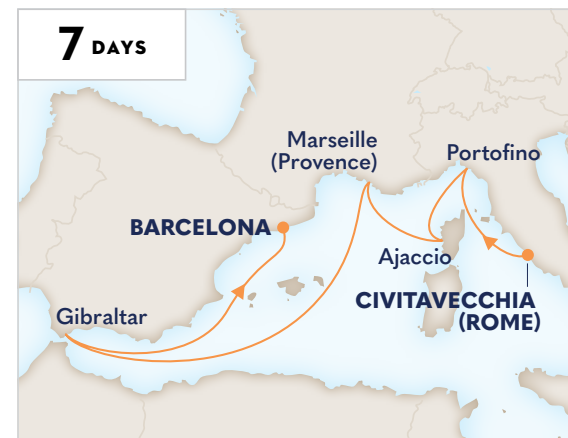 7 DAYS
Marseille
(Provence)
Portofino
BARCELONA
Ajaccio
CIVITAVECCHIA
(ROME)
Gibraltar